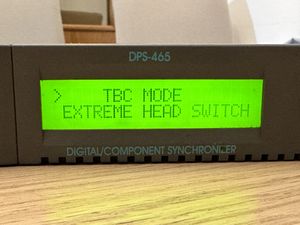 DPS-465
> TBC MODE
EXTREME HEAD SWITCH
DIGITAL/COMPONENT SYNCHRONIZER